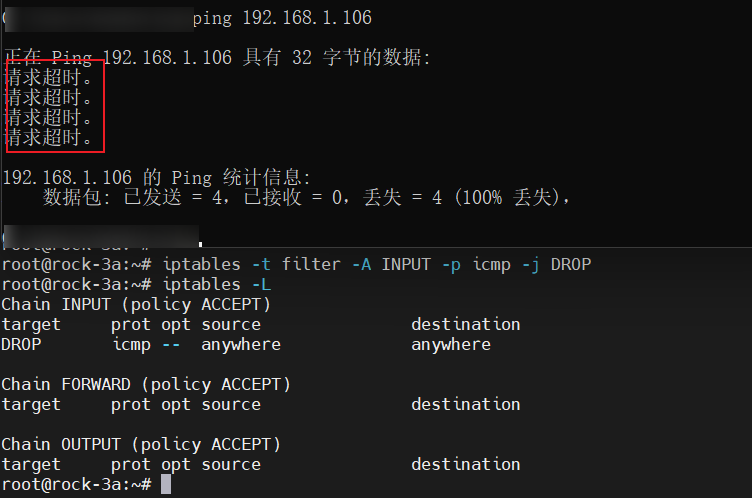 ping 192.168.1.106
正在 Ping 192.168.1.106 具有 32 字节的数据:
请求超时。
请求超时。
请求超时。
请求超时。
192.168.1.106 的 Ping 统计信息:
数据包: 已发送 = 4，已接收 = 0，丢失 = 4 (100% 丢失)，
root@rock-3a:~#
root@rock-3a:~# iptables -t filter -A INPUT -p icmp -j DROP
root@rock-3a:~# iptables -L
Chain INPUT (policy ACCEPT)
target     prot opt source               destination
DROP       icmp --  anywhere             anywhere
Chain FORWARD (policy ACCEPT)
target     prot opt source               destination
Chain OUTPUT (policy ACCEPT)
target     prot opt source               destination
root@rock-3a:~#